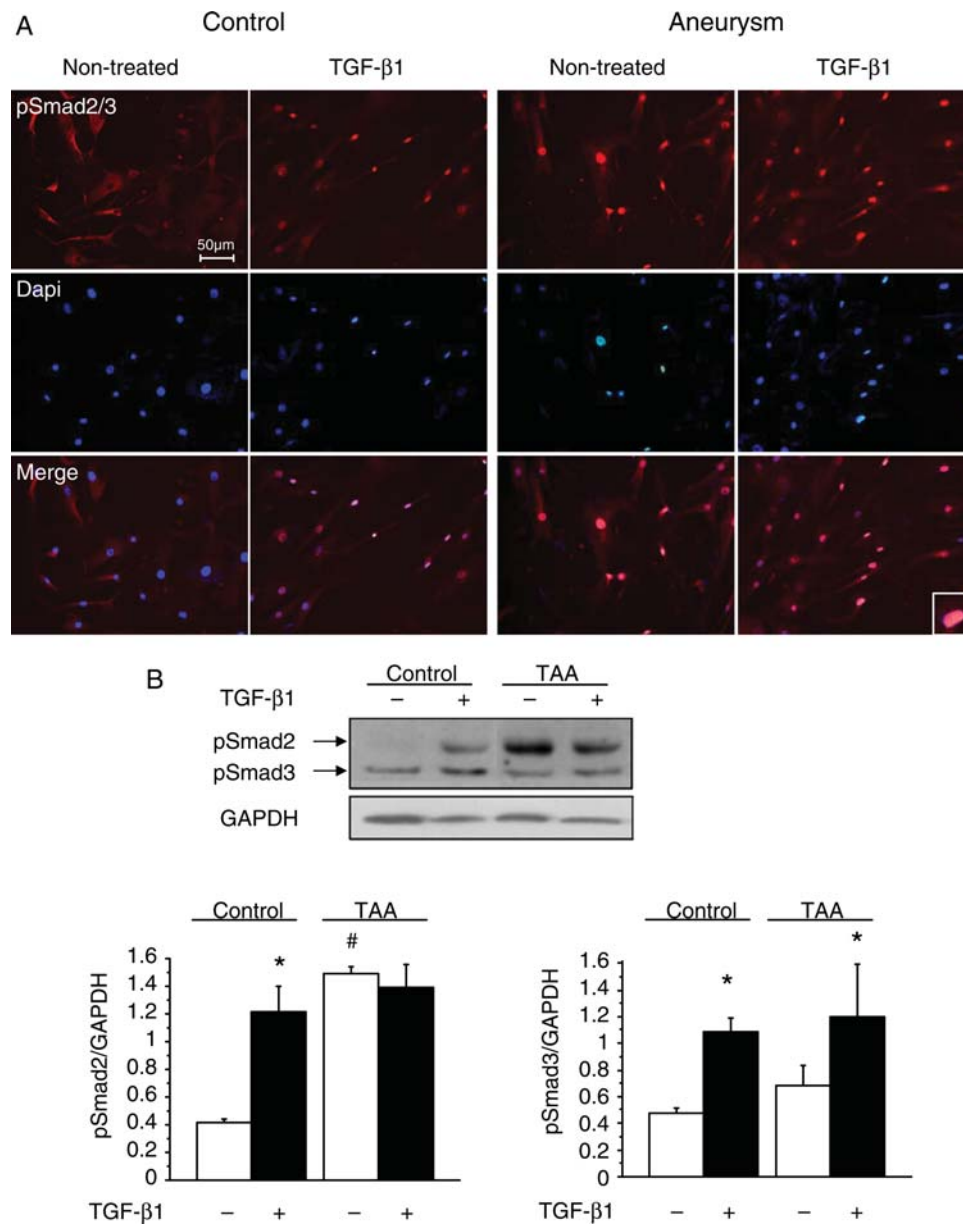 A
Control
Aneurysm
Non-treated
TGF-β1
Non-treated
TGF-β1
pSmad2/3
50µm
Dapi
Merge
B
Control
TAA
TGF-β1
– + – +
pSmad2
pSmad3
GAPDH
Control
TAA
pSmad2/GAPDH
1.6
1.4
1.2
1
0.8
0.6
0.4
0.2
0
*
#
TGF-β1
– + – +
Control
TAA
pSmad3/GAPDH
1.6
1.4
1.2
1
0.8
0.6
0.4
0.2
0
*
*
TGF-β1
– + – +